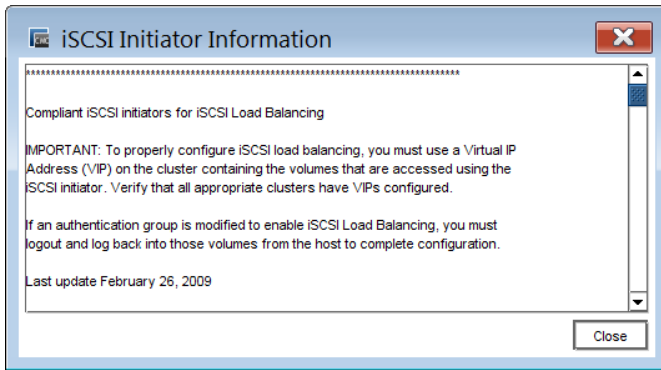 iSCSI Initiator Information
****************************************************************************************
Compliant iSCSI initiators for iSCSI Load Balancing
IMPORTANT: To properly configure iSCSI load balancing, you must use a Virtual IP
Address (VIP) on the cluster containing the volumes that are accessed using the
iSCSI initiator. Verify that all appropriate clusters have VIPs configured.
If an authentication group is modified to enable iSCSI Load Balancing, you must
logout and log back into those volumes from the host to complete configuration.
Last update February 26, 2009
Close